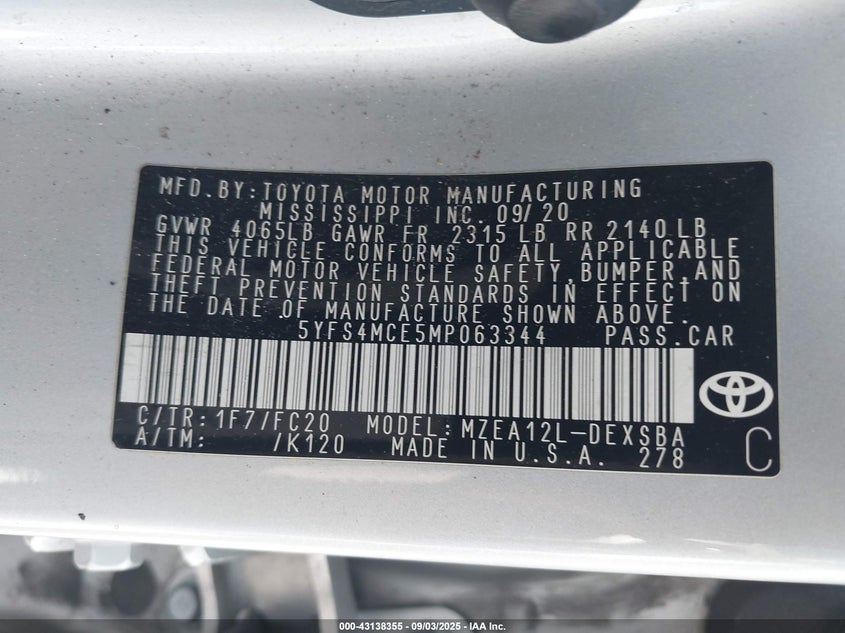 MFD. BY: TOYOTA MOTOR MANUFACTURING
MISSISSIPPI INC. 09/20
GVWR 4065LB GAWR FR 2315 LB RR 2140 LB
THIS VEHICLE CONFORMS TO ALL APPLICABLE
FEDERAL MOTOR VEHICLE SAFETY, BUMPER, AND
THEFT PREVENTION STANDARDS IN EFFECT ON
THE DATE OF MANUFACTURE SHOWN ABOVE.
5YFS4MCE5MP063344 PASS. CAR
C/TR: 1F7/FC20 MODEL: MZEA12L-DEXSBA
A/TM: /K120 MADE IN U.S.A. 278
C
000-43138355 | 09/03/2025 | IAA Inc.